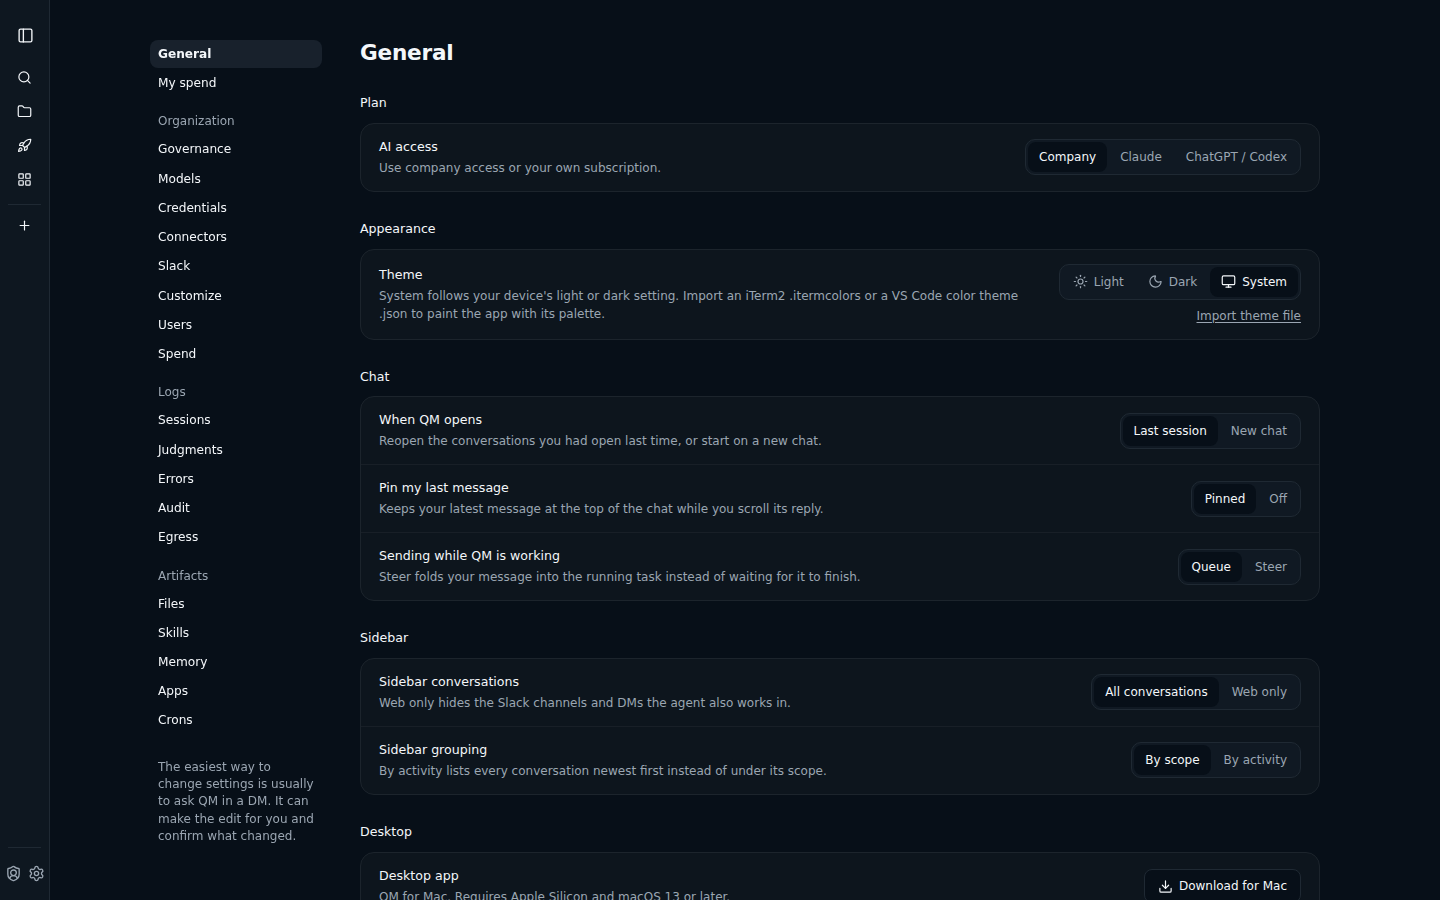 General
My spend
Organization
Governance
Models
Credentials
Connectors
Slack
Customize
Users
Spend
Logs
Sessions
Judgments
Errors
Audit
Egress
Artifacts
Files
Skills
Memory
Apps
Crons
The easiest way to
change settings is usually
to ask QM in a DM. It can
make the edit for you and
confirm what changed.
General
Plan
AI access
Use company access or your own subscription.
Company Claude ChatGPT / Codex
Appearance
Theme
System follows your device's light or dark setting. Import an iTerm2 .itermcolors or a VS Code color theme
.json to paint the app with its palette.
Light Dark System
Import theme file
Chat
When QM opens
Reopen the conversations you had open last time, or start on a new chat.
Last session New chat
Pin my last message
Keeps your latest message at the top of the chat while you scroll its reply.
Pinned Off
Sending while QM is working
Steer folds your message into the running task instead of waiting for it to finish.
Queue Steer
Sidebar
Sidebar conversations
Web only hides the Slack channels and DMs the agent also works in.
All conversations Web only
Sidebar grouping
By activity lists every conversation newest first instead of under its scope.
By scope By activity
Desktop
Desktop app
QM for Mac. Requires Apple Silicon and macOS 13 or later.
Download for Mac